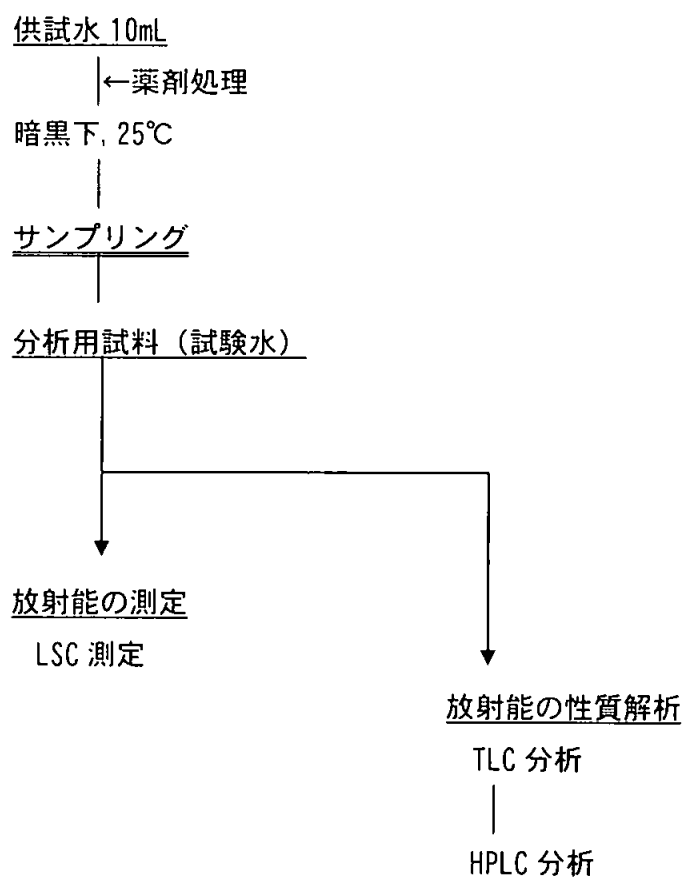 供試水 10mL
←薬剤処理
暗黒下, 25℃
サンプリング
分析用試料（試験水）
放射能の測定
LSC 測定
放射能の性質解析
TLC 分析
HPLC 分析